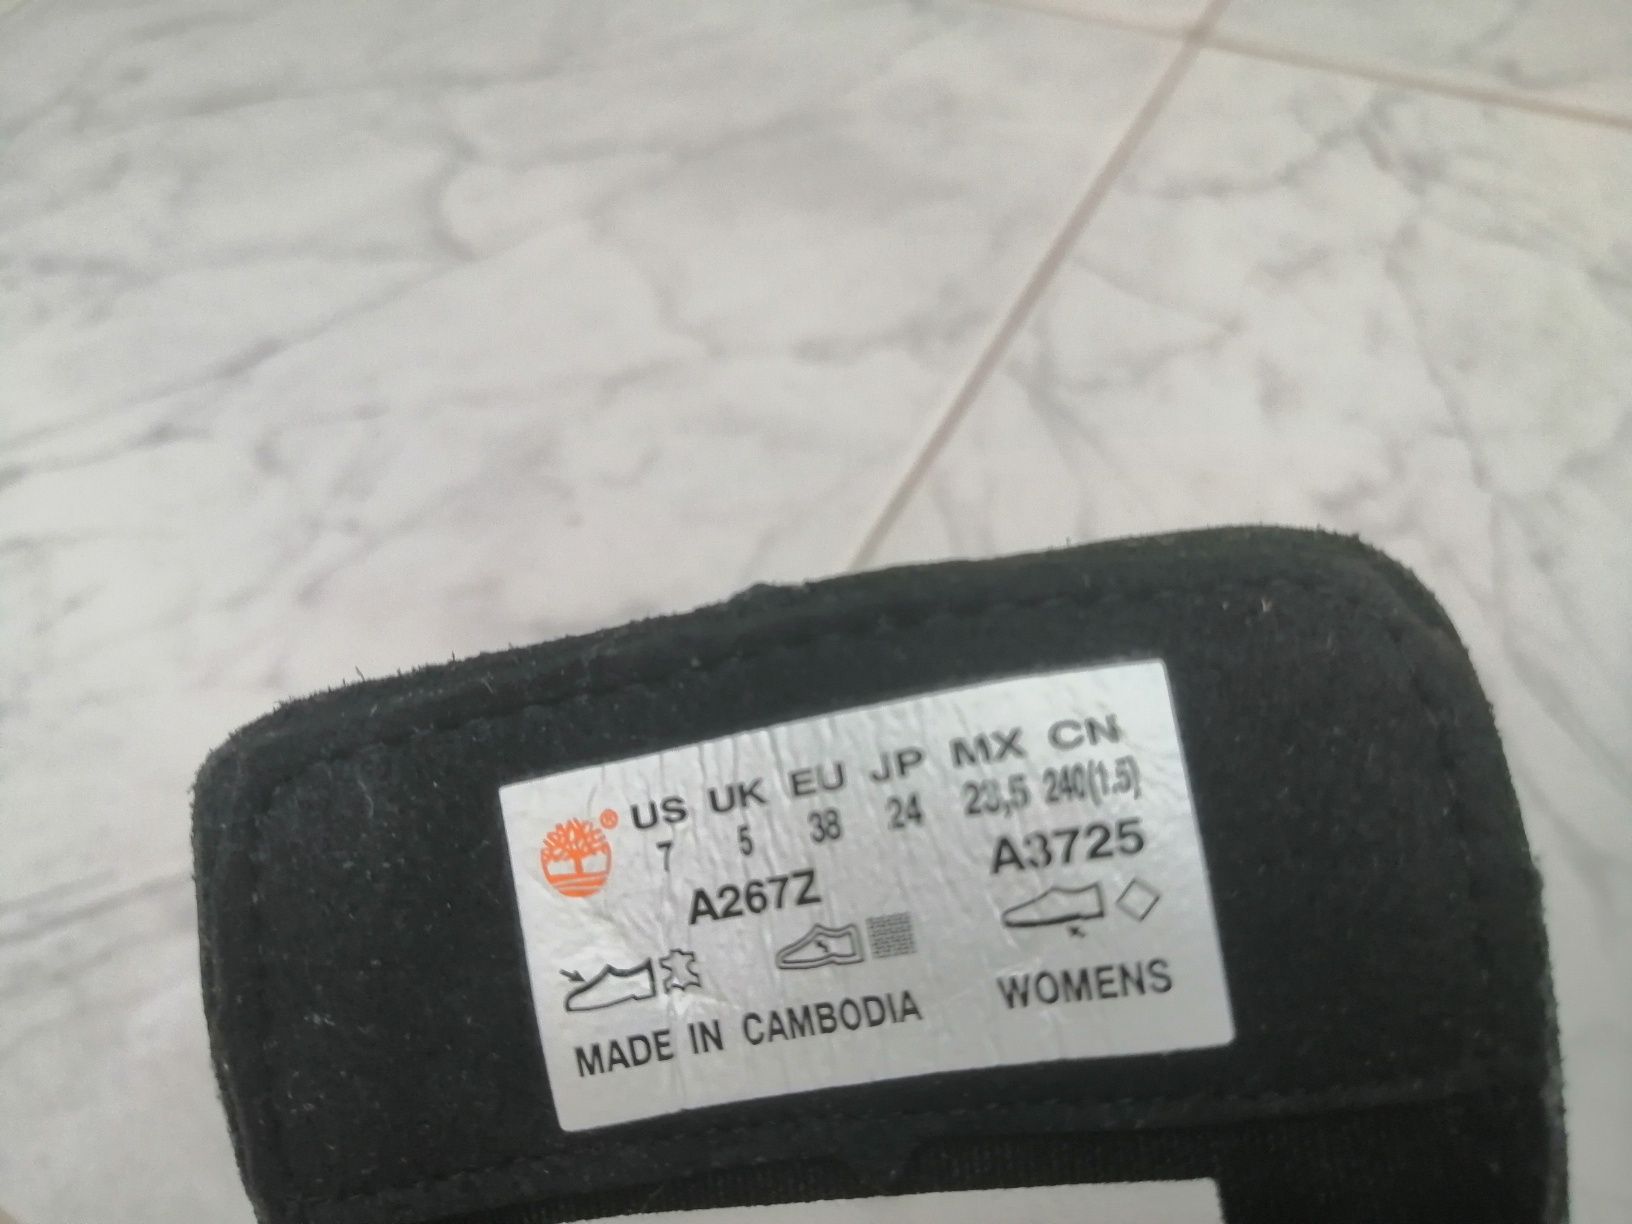 US UK EU JP MX CN
7 5 38 24 23,5 240(1.5)
A267Z A3725
MADE IN CAMBODIA WOMENS